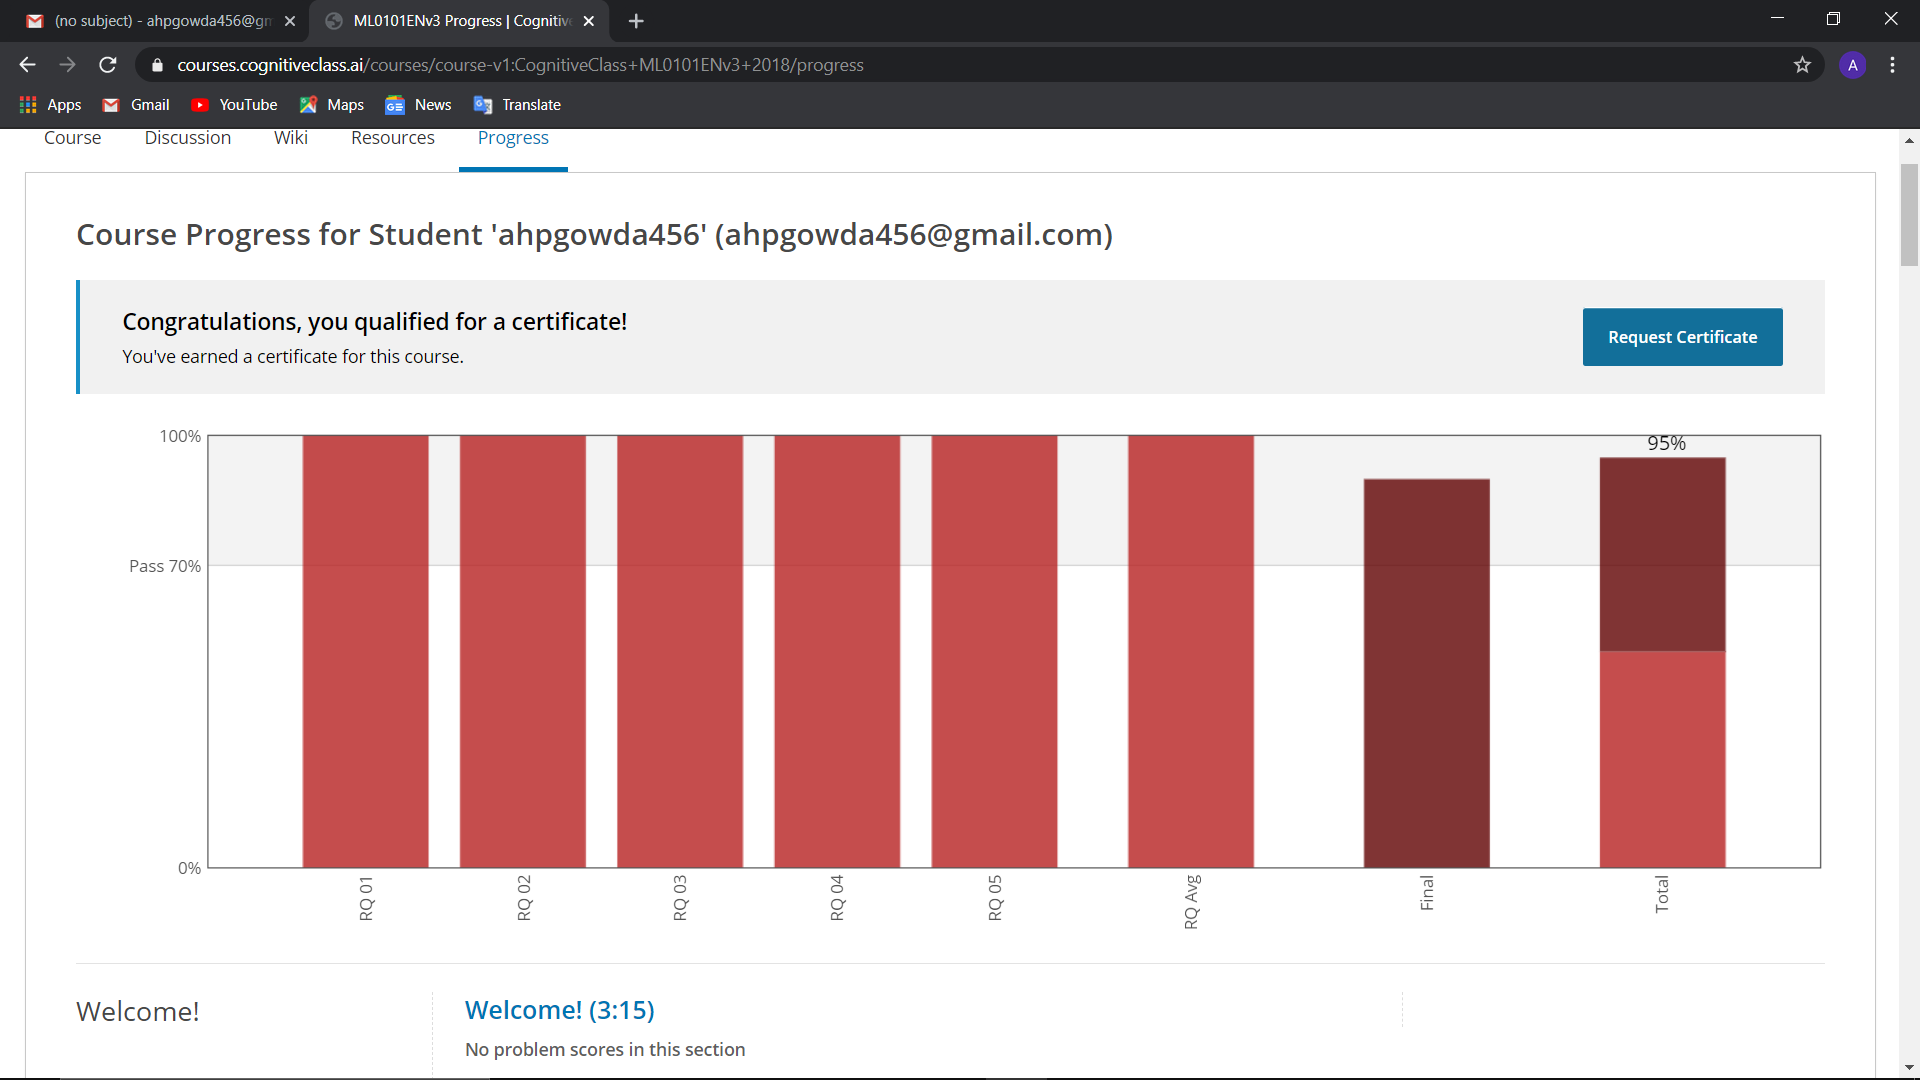 (no subject) - ahpgowda456@gm
ML0101ENv3 Progress | Cognitive
courses.cognitiveclass.ai/courses/course-v1:CognitiveClass+ML0101ENv3+2018/progress
A
Apps
Gmail
YouTube
Maps
News
Translate
Course
Discussion
Wiki
Resources
Progress
Course Progress for Student 'ahpgowda456' (ahpgowda456@gmail.com)
Congratulations, you qualified for a certificate!
You've earned a certificate for this course.
Request Certificate
100%
95%
Pass 70%
0%
RQ 01
RQ 02
RQ 03
RQ 04
RQ 05
RQ Avg
Final
Total
Welcome!
Welcome! (3:15)
No problem scores in this section